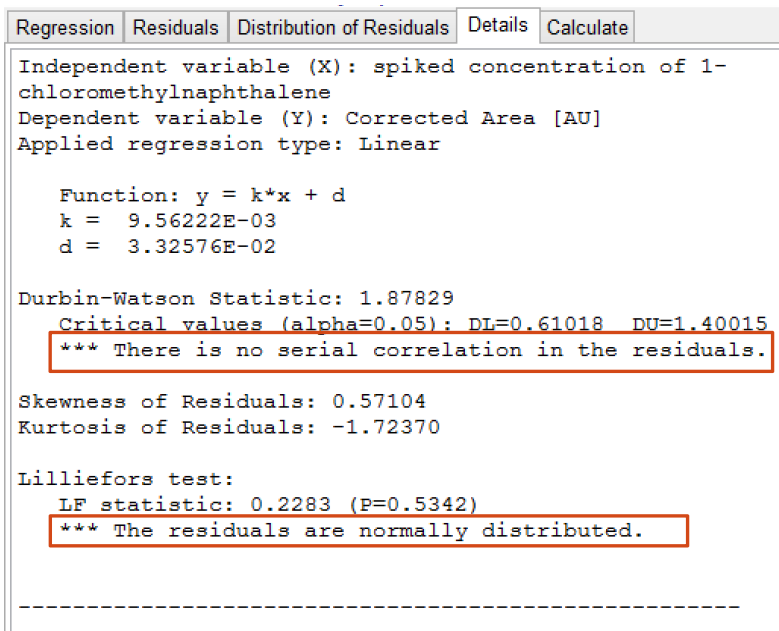 Regression Residuals Distribution of Residuals Details Calculate
Independent variable (X): spiked concentration of 1-
chloromethylnaphthalene
Dependent variable (Y): Corrected Area [AU]
Applied regression type: Linear
Function: y = k*x + d
k = 9.56222E-03
d = 3.32576E-02
Durbin-Watson Statistic: 1.87829
Critical values (alpha=0.05): DL=0.61018 DU=1.40015
*** There is no serial correlation in the residuals.
Skewness of Residuals: 0.57104
Kurtosis of Residuals: -1.72370
Lilliefors test:
LF statistic: 0.2283 (P=0.5342)
*** The residuals are normally distributed.
-----------------------------------------------------